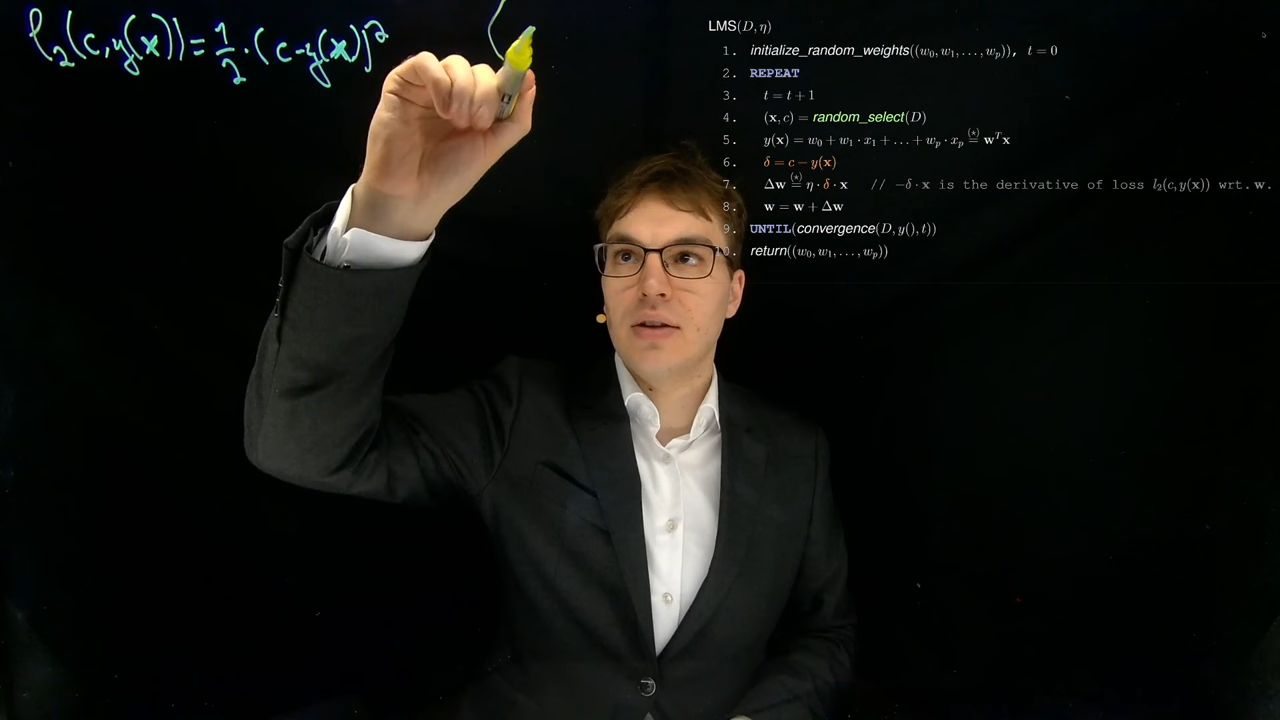 l₂(c,y(x)) = 1/2 · (c-y(x))²
LMS(D, η)
1. initialize_random_weights((w₀, w₁, . . . , wₚ)), t = 0
2. REPEAT
3. t = t + 1
4. (x, c) = random_select(D)
5. y(x) = w₀ + w₁ · x₁ + . . . + wₚ · xₚ (⋆)= wᵀx
6. δ = c − y(x)
7. Δw (⋆)= η · δ · x // −δ · x is the derivative of loss l₂(c, y(x)) wrt. w.
8. w = w + Δw
9. UNTIL(convergence(D, y(), t))
10. return((w₀, w₁, . . . , wₚ))